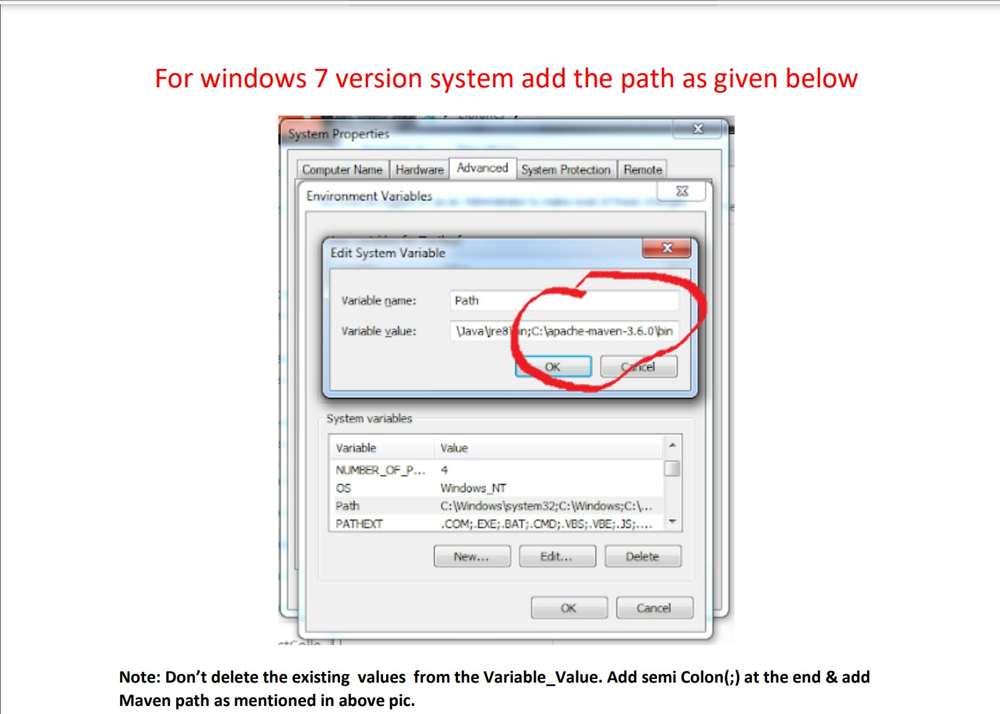 For windows 7 version system add the path as given below
System Properties
Computer Name Hardware Advanced System Protection Remote
Environment Variables
Edit System Variable
Variable name: Path
Variable value: \Java\jre8\bin;C:\apache-maven-3.6.0\bin
OK Cancel
System variables
Variable Value
NUMBER_OF_P... 4
OS Windows_NT
Path C:\Windows\system32;C:\Windows;C:\...
PATHEXT .COM;.EXE;.BAT;.CMD;.VBS;.VBE;.JS;....
New... Edit... Delete
OK Cancel
Note: Don’t delete the existing values from the Variable_Value. Add semi Colon(;) at the end & add
Maven path as mentioned in above pic.